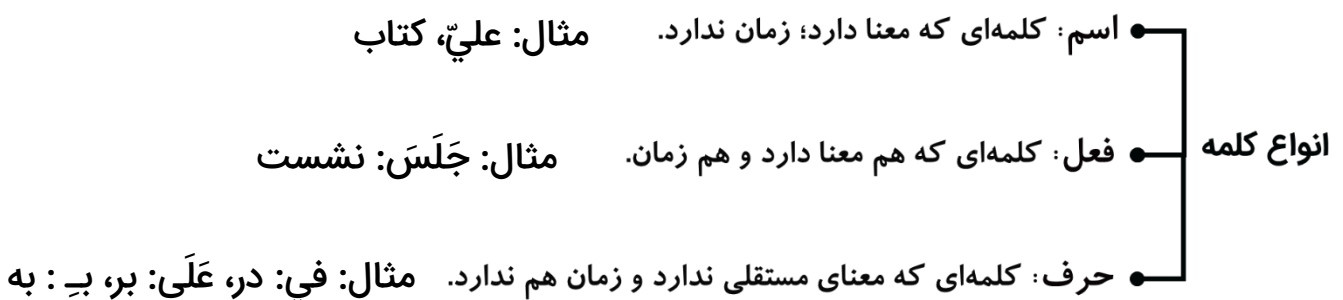 انواع کلمه
اسم: کلمه‌ای که معنا دارد؛ زمان ندارد. مثال: عليّ، کتاب
فعل: کلمه‌ای که هم معنا دارد و هم زمان. مثال: جَلَسَ: نشست
حرف: کلمه‌ای که معنای مستقلی ندارد و زمان هم ندارد. مثال: في: در، عَلَی: بر، بـِ : به